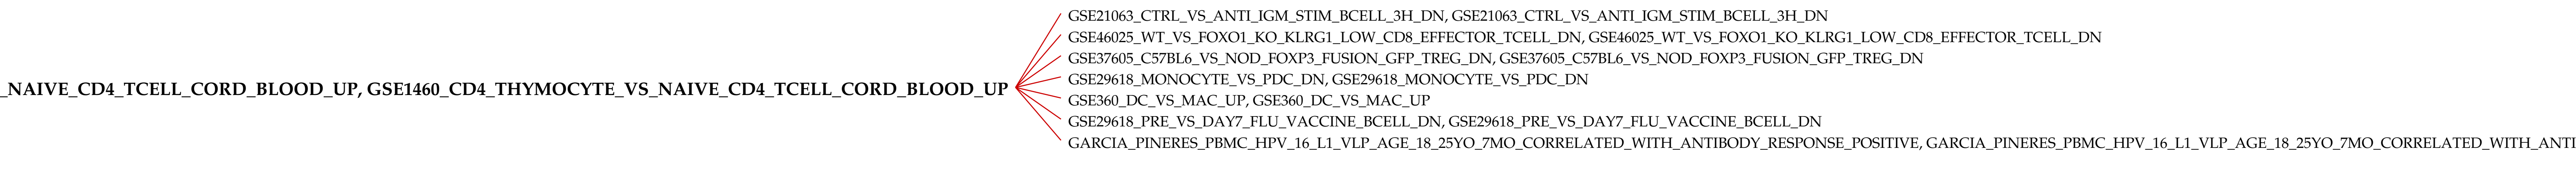 _NAIVE_CD4_TCELL_CORD_BLOOD_UP, GSE1460_CD4_THYMOCYTE_VS_NAIVE_CD4_TCELL_CORD_BLOOD_UP
GSE21063_CTRL_VS_ANTI_IGM_STIM_BCELL_3H_DN, GSE21063_CTRL_VS_ANTI_IGM_STIM_BCELL_3H_DN
GSE46025_WT_VS_FOXO1_KO_KLRG1_LOW_CD8_EFFECTOR_TCELL_DN, GSE46025_WT_VS_FOXO1_KO_KLRG1_LOW_CD8_EFFECTOR_TCELL_DN
GSE37605_C57BL6_VS_NOD_FOXP3_FUSION_GFP_TREG_DN, GSE37605_C57BL6_VS_NOD_FOXP3_FUSION_GFP_TREG_DN
GSE29618_MONOCYTE_VS_PDC_DN, GSE29618_MONOCYTE_VS_PDC_DN
GSE360_DC_VS_MAC_UP, GSE360_DC_VS_MAC_UP
GSE29618_PRE_VS_DAY7_FLU_VACCINE_BCELL_DN, GSE29618_PRE_VS_DAY7_FLU_VACCINE_BCELL_DN
GARCIA_PINERES_PBMC_HPV_16_L1_VLP_AGE_18_25YO_7MO_CORRELATED_WITH_ANTIBODY_RESPONSE_POSITIVE, GARCIA_PINERES_PBMC_HPV_16_L1_VLP_AGE_18_25YO_7MO_CORRELATED_WITH_ANTI